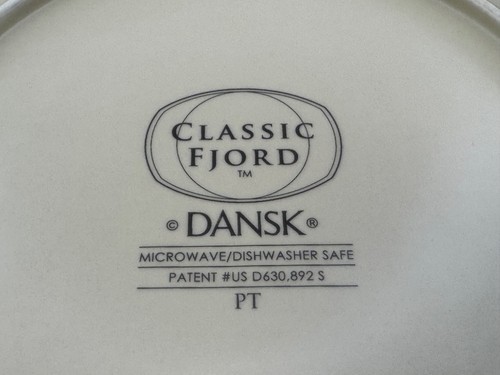 CLASSIC
FJORD
™
© DANSK®
MICROWAVE/DISHWASHER SAFE
PATENT #US D630,892 S
PT